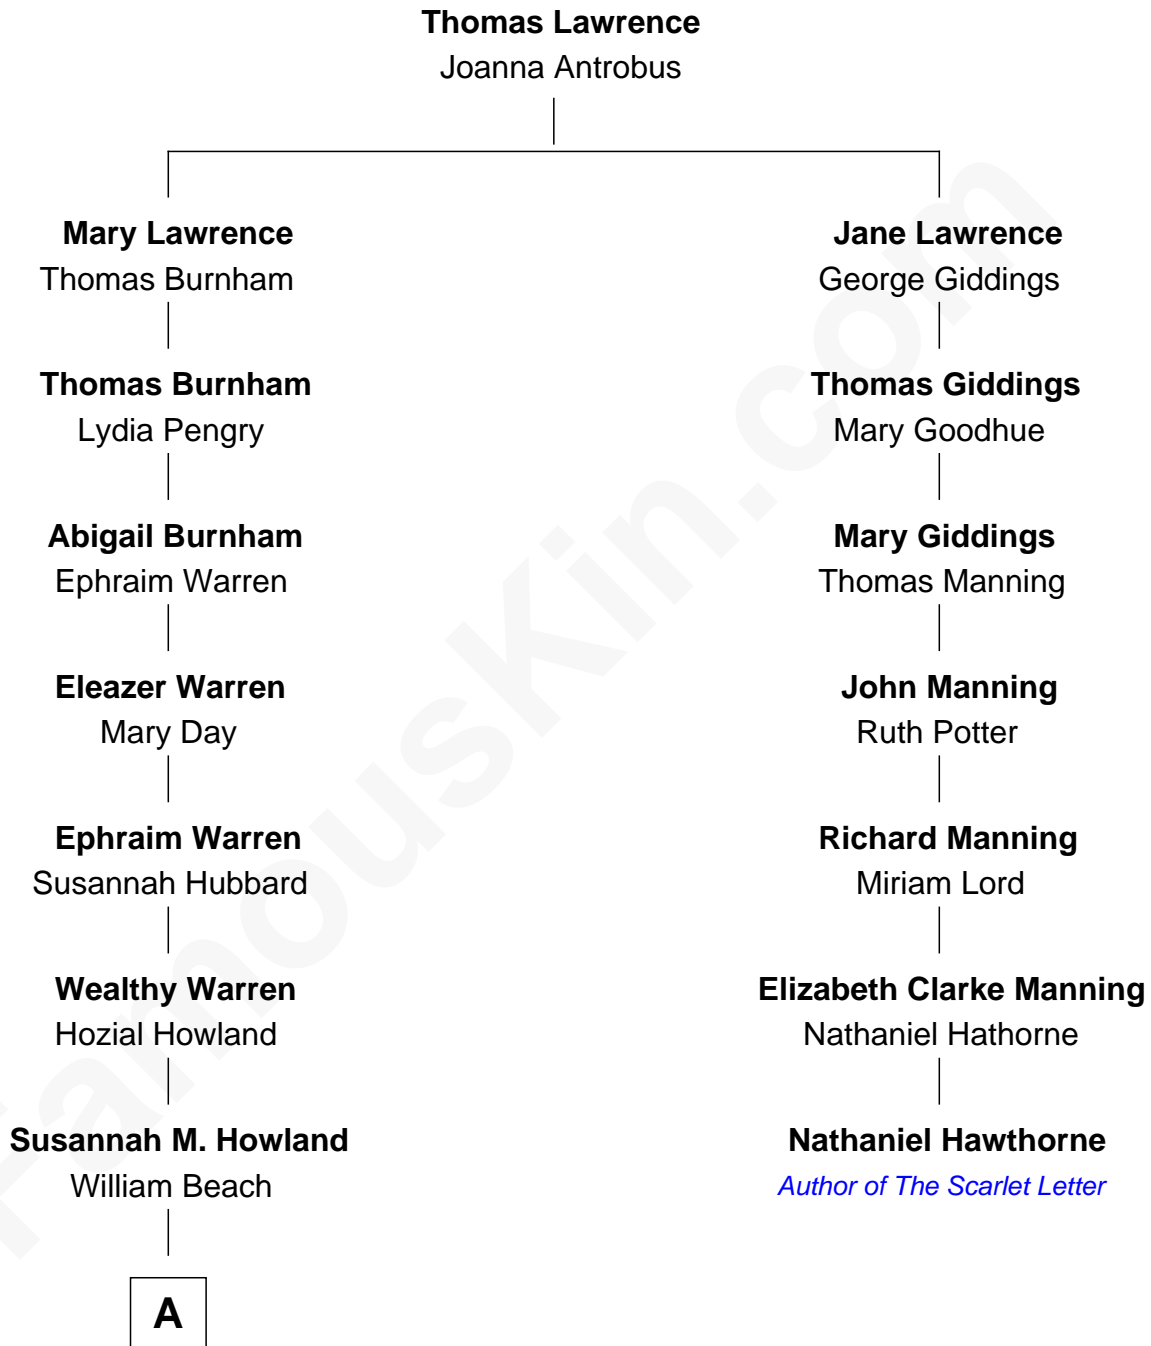 Thomas Lawrence
Joanna Antrobus
Mary Lawrence
Thomas Burnham
Jane Lawrence
George Giddings
Thomas Burnham
Lydia Pengry
Thomas Giddings
Mary Goodhue
Abigail Burnham
Ephraim Warren
Mary Giddings
Thomas Manning
Eleazer Warren
Mary Day
John Manning
Ruth Potter
Ephraim Warren
Susannah Hubbard
Richard Manning
Miriam Lord
Wealthy Warren
Hozial Howland
Elizabeth Clarke Manning
Nathaniel Hathorne
Susannah M. Howland
William Beach
Nathaniel Hawthorne
Author of The Scarlet Letter
A
FamousKin.com